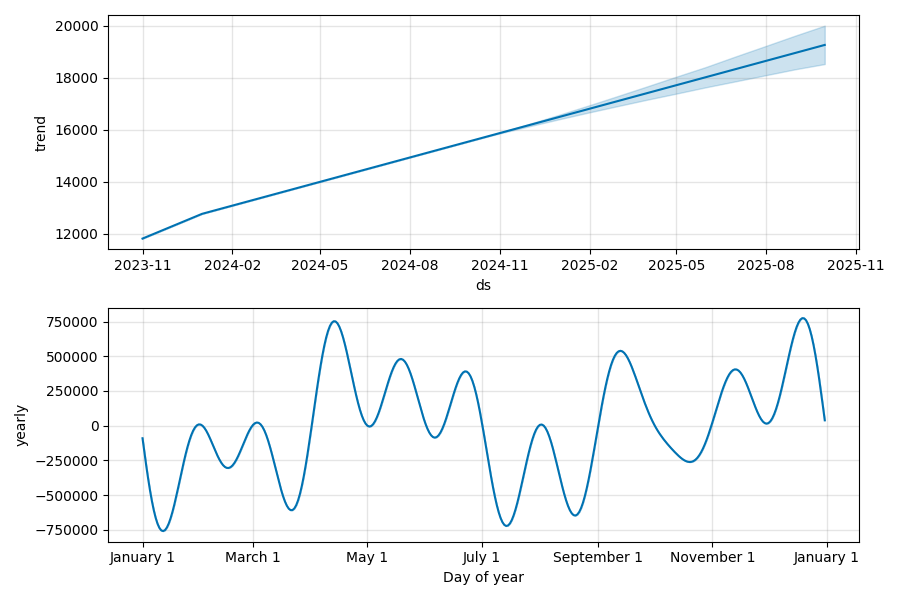 20000
18000
16000
14000
12000
trend
2023-11 2024-02 2024-05 2024-08 2024-11 2025-02 2025-05 2025-08 2025-11
ds
750000
500000
250000
0
−250000
−500000
−750000
yearly
January 1 March 1 May 1 July 1 September 1 November 1 January 1
Day of year